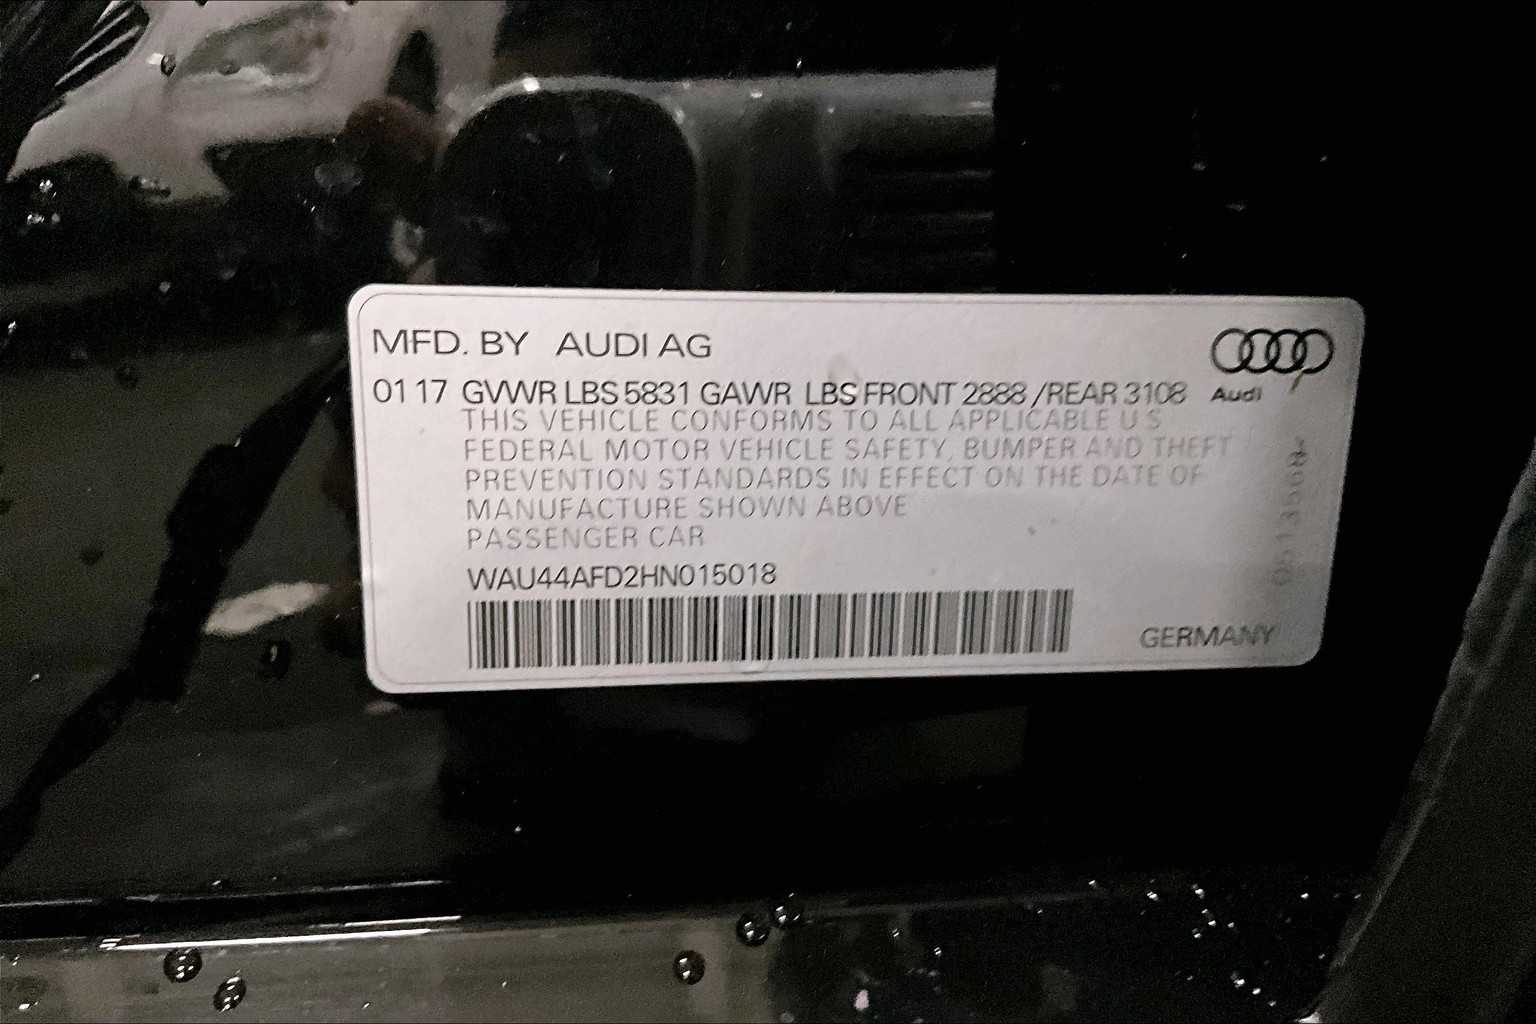 MFD. BY AUDI AG
01 17 GVWR LBS 5831 GAWR LBS FRONT 2888 /REAR 3108
Audi
THIS VEHICLE CONFORMS TO ALL APPLICABLE U S
FEDERAL MOTOR VEHICLE SAFETY, BUMPER AND THEFT
PREVENTION STANDARDS IN EFFECT ON THE DATE OF
MANUFACTURE SHOWN ABOVE
PASSENGER CAR
WAU44AFD2HN015018
GERMANY